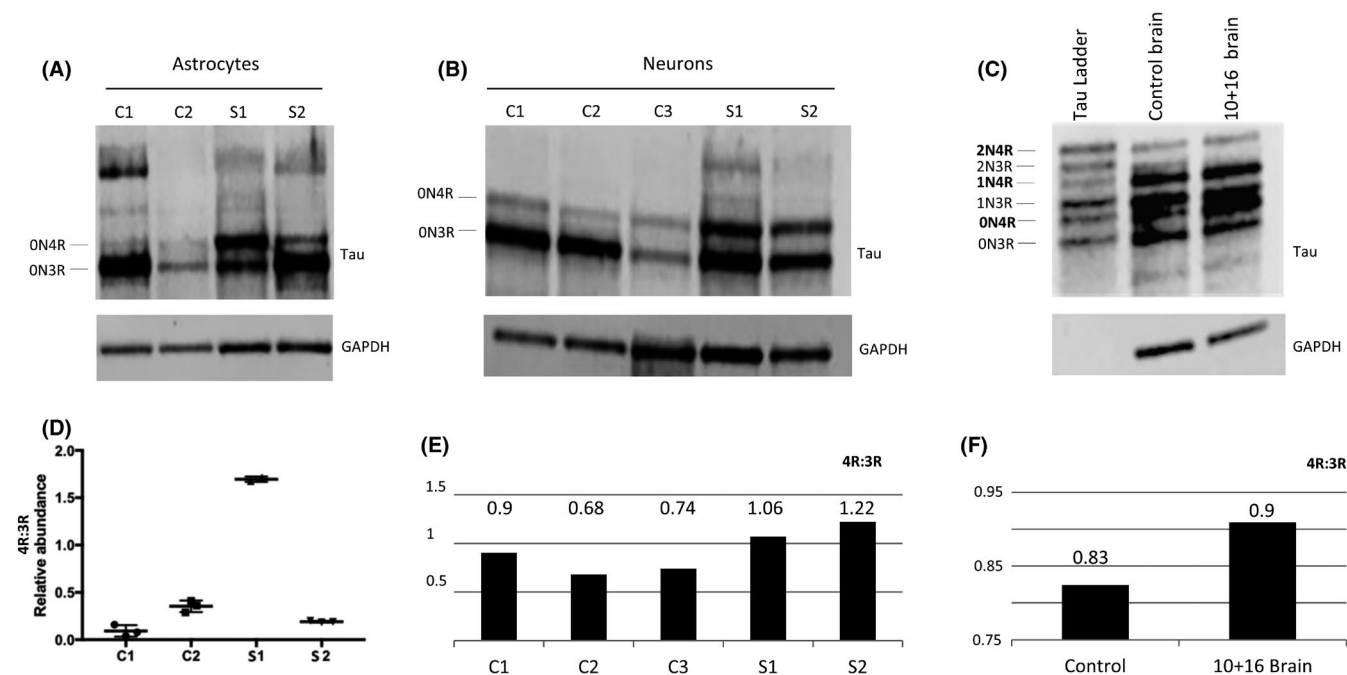 (A)
Astrocytes
C1 C2 S1 S2
0N4R
0N3R
Tau
GAPDH
(B)
Neurons
C1 C2 C3 S1 S2
0N4R
0N3R
Tau
GAPDH
(C)
Tau Ladder
Control brain
10+16 brain
2N4R
2N3R
1N4R
1N3R
0N4R
0N3R
Tau
GAPDH
(D)
4R:3R
Relative abundance
2.0
1.5
1.0
0.5
0.0
C1 C2 S1 S2
(E)
4R:3R
1.5
1
0.5
0.9 0.68 0.74 1.06 1.22
C1 C2 C3 S1 S2
(F)
4R:3R
0.95
0.85
0.75
0.83 0.9
Control 10+16 Brain